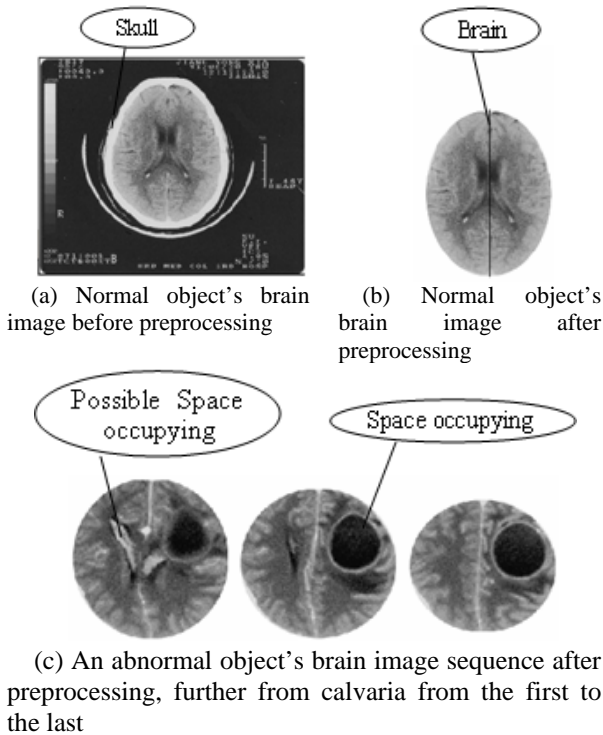 Skull
Brain
R
(a) Normal object's brain
image before preprocessing
(b) Normal object's
brain image after
preprocessing
Possible Space
occupying
Space occupying
(c) An abnormal object's brain image sequence after
preprocessing, further from calvaria from the first to
the last